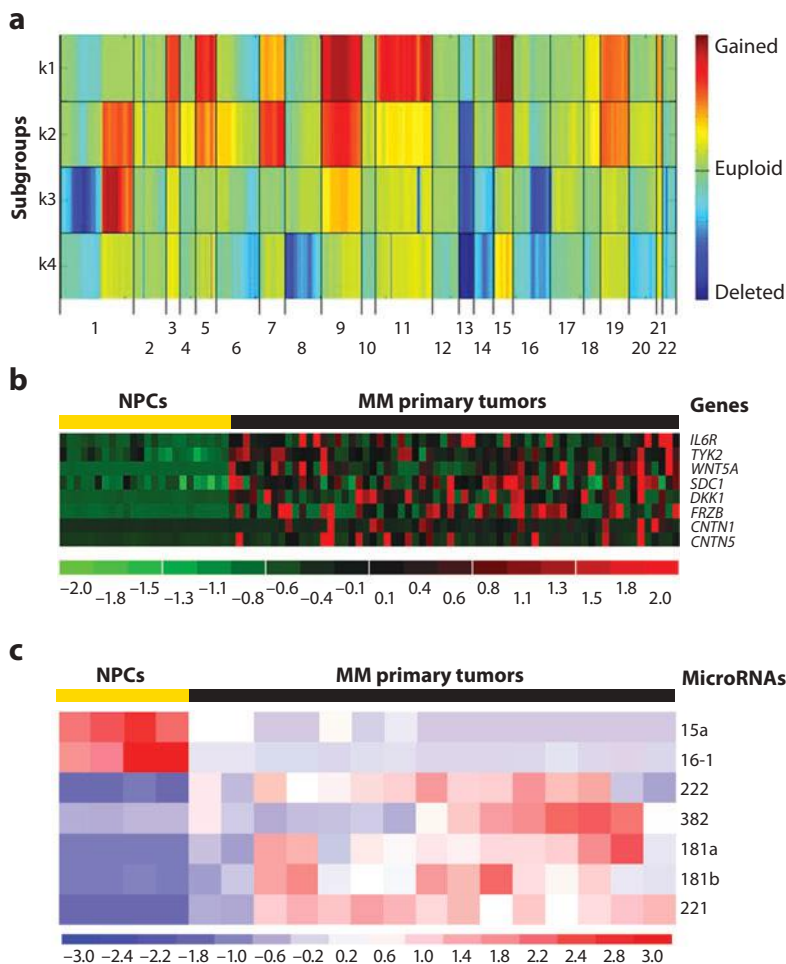 a
Subgroups
k1
k2
k3
k4
Gained
Euploid
Deleted
1 3 5 7 9 11 13 15 17 19 21
2 4 6 8 10 12 14 16 18 20 22
b
NPCs MM primary tumors Genes
IL6R
TYK2
WNT5A
SDC1
DKK1
FRZB
CNTN1
CNTN5
−2.0 −1.5 −1.1 −0.6 −0.1 0.4 0.8 1.3 1.8
−1.8 −1.3 −0.8 −0.4 0.1 0.6 1.1 1.5 2.0
c
NPCs MM primary tumors MicroRNAs
15a
16-1
222
382
181a
181b
221
−3.0 −2.4 −2.2 −1.8 −1.0 −0.6 −0.2 0.2 0.6 1.0 1.4 1.8 2.2 2.4 2.8 3.0